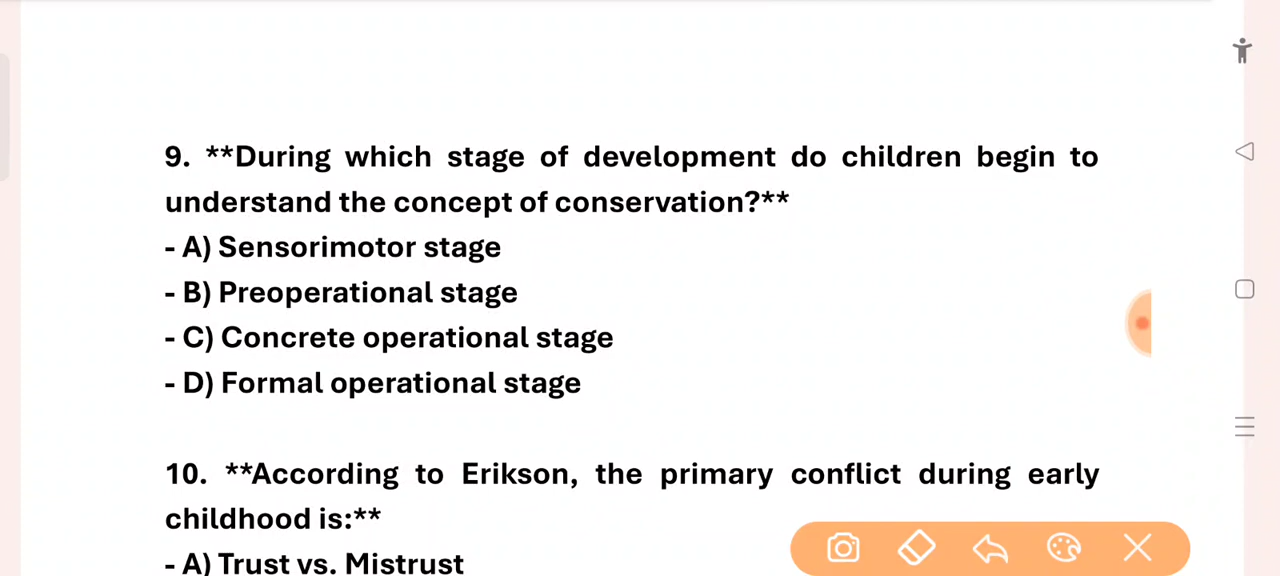 9. **During which stage of development do children begin to
understand the concept of conservation?**
- A) Sensorimotor stage
- B) Preoperational stage
- C) Concrete operational stage
- D) Formal operational stage
10. **According to Erikson, the primary conflict during early
childhood is:**
- A) Trust vs. Mistrust